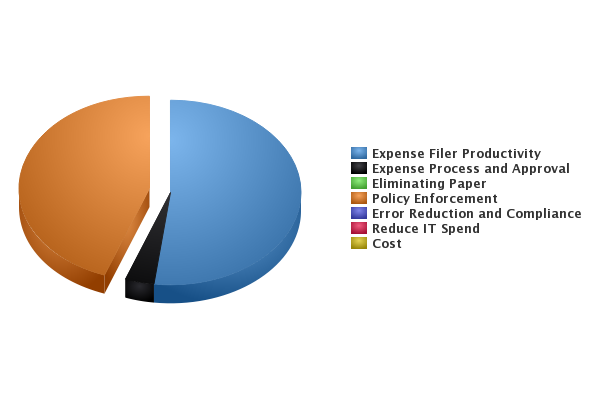 Expense Filer Productivity
Expense Process and Approval
Eliminating Paper
Policy Enforcement
Error Reduction and Compliance
Reduce IT Spend
Cost